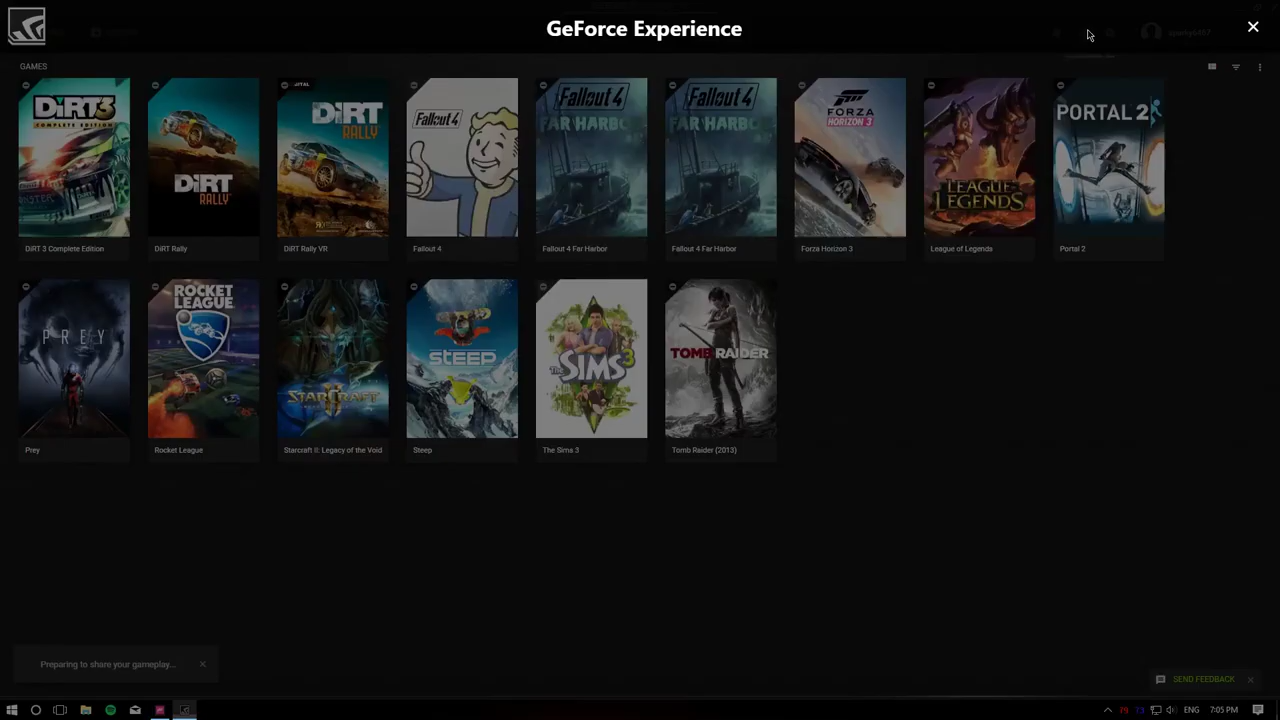 GeForce Experience
GAMES
DiRT3
COMPLETE EDITION
DiRT
RALLY
DiRT
RALLY
Fallout 4
Fallout 4
FAR HARBOR
Fallout 4
FAR HARBOR
FORZA
HORIZON 3
LEAGUE
OF
LEGENDS
PORTAL 2
DiRT 3 Complete Edition
DiRT Rally
DiRT Rally VR
Fallout 4
Fallout 4 Far Harbor
Fallout 4 Far Harbor
Forza Horizon 3
League of Legends
Portal 2
PREY
ROCKET
LEAGUE
STARCRAFT
II
STEEP
THE SIMS 3
TOMB RAIDER
Prey
Rocket League
Starcraft II: Legacy of the Void
Steep
The Sims 3
Tomb Raider (2013)
Preparing to share your gameplay...
SEND FEEDBACK
79 73 ENG 7:05 PM